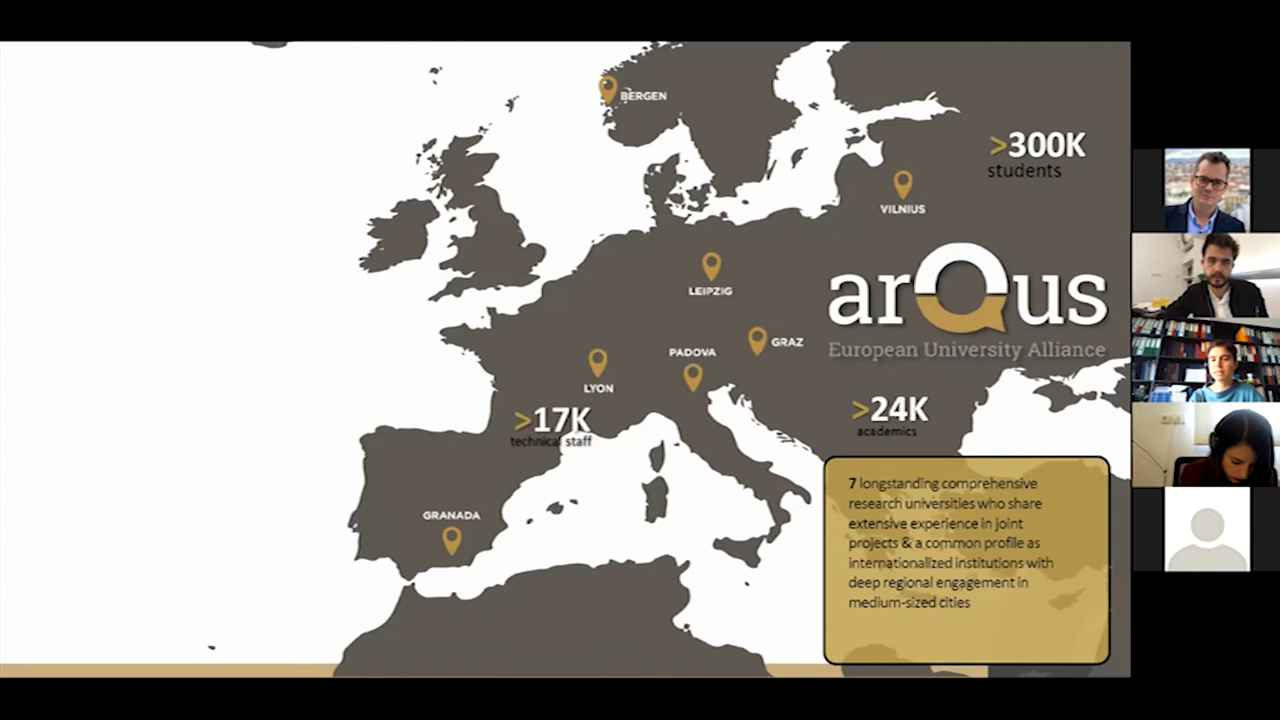 BERGEN
>300K
students
VILNIUS
LEIPZIG
arQus
European University Alliance
GRAZ
PADOVA
LYON
>17K
technical staff
>24K
academics
GRANADA
7 longstanding comprehensive
research universities who share
extensive experience in joint
projects & a common profile as
internationalized institutions with
deep regional engagement in
medium-sized cities